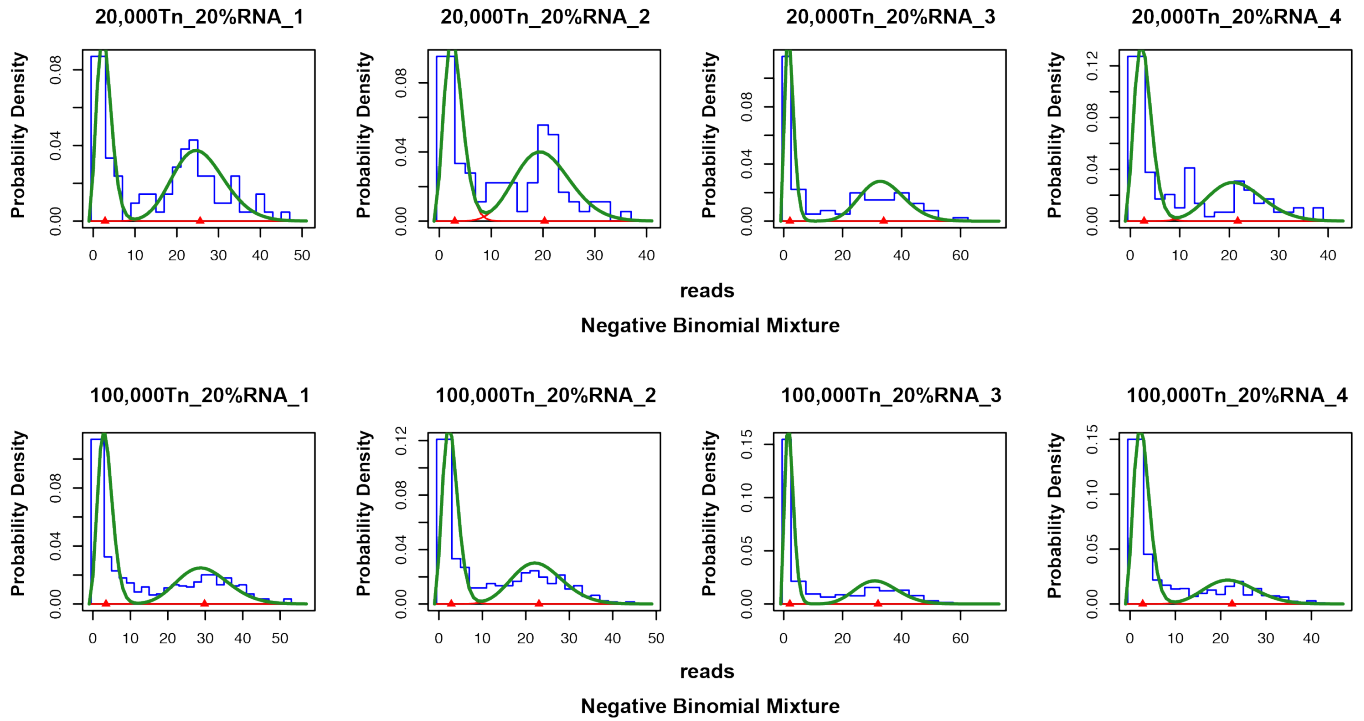 20,000Tn_20%RNA_1 20,000Tn_20%RNA_2 20,000Tn_20%RNA_3 20,000Tn_20%RNA_4
Probability Density Probability Density Probability Density Probability Density
0.00 0.04 0.08 0.00 0.04 0.08 0.00 0.04 0.08 0.00 0.04 0.08 0.12
0 10 20 30 40 50 0 10 20 30 40 0 20 40 60 0 10 20 30 40
reads
Negative Binomial Mixture
100,000Tn_20%RNA_1 100,000Tn_20%RNA_2 100,000Tn_20%RNA_3 100,000Tn_20%RNA_4
Probability Density Probability Density Probability Density Probability Density
0.00 0.04 0.08 0.00 0.04 0.08 0.12 0.00 0.05 0.10 0.15 0.00 0.05 0.10 0.15
0 10 20 30 40 50 0 10 20 30 40 50 0 20 40 60 0 10 20 30 40
reads
Negative Binomial Mixture